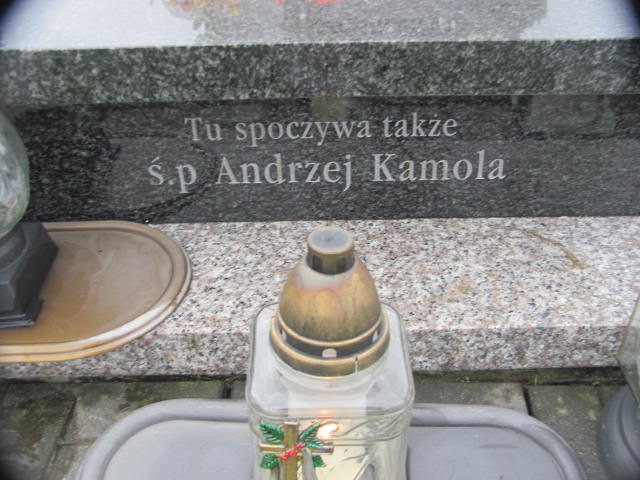 Tu spoczywa także
ś.p Andrzej Kamola